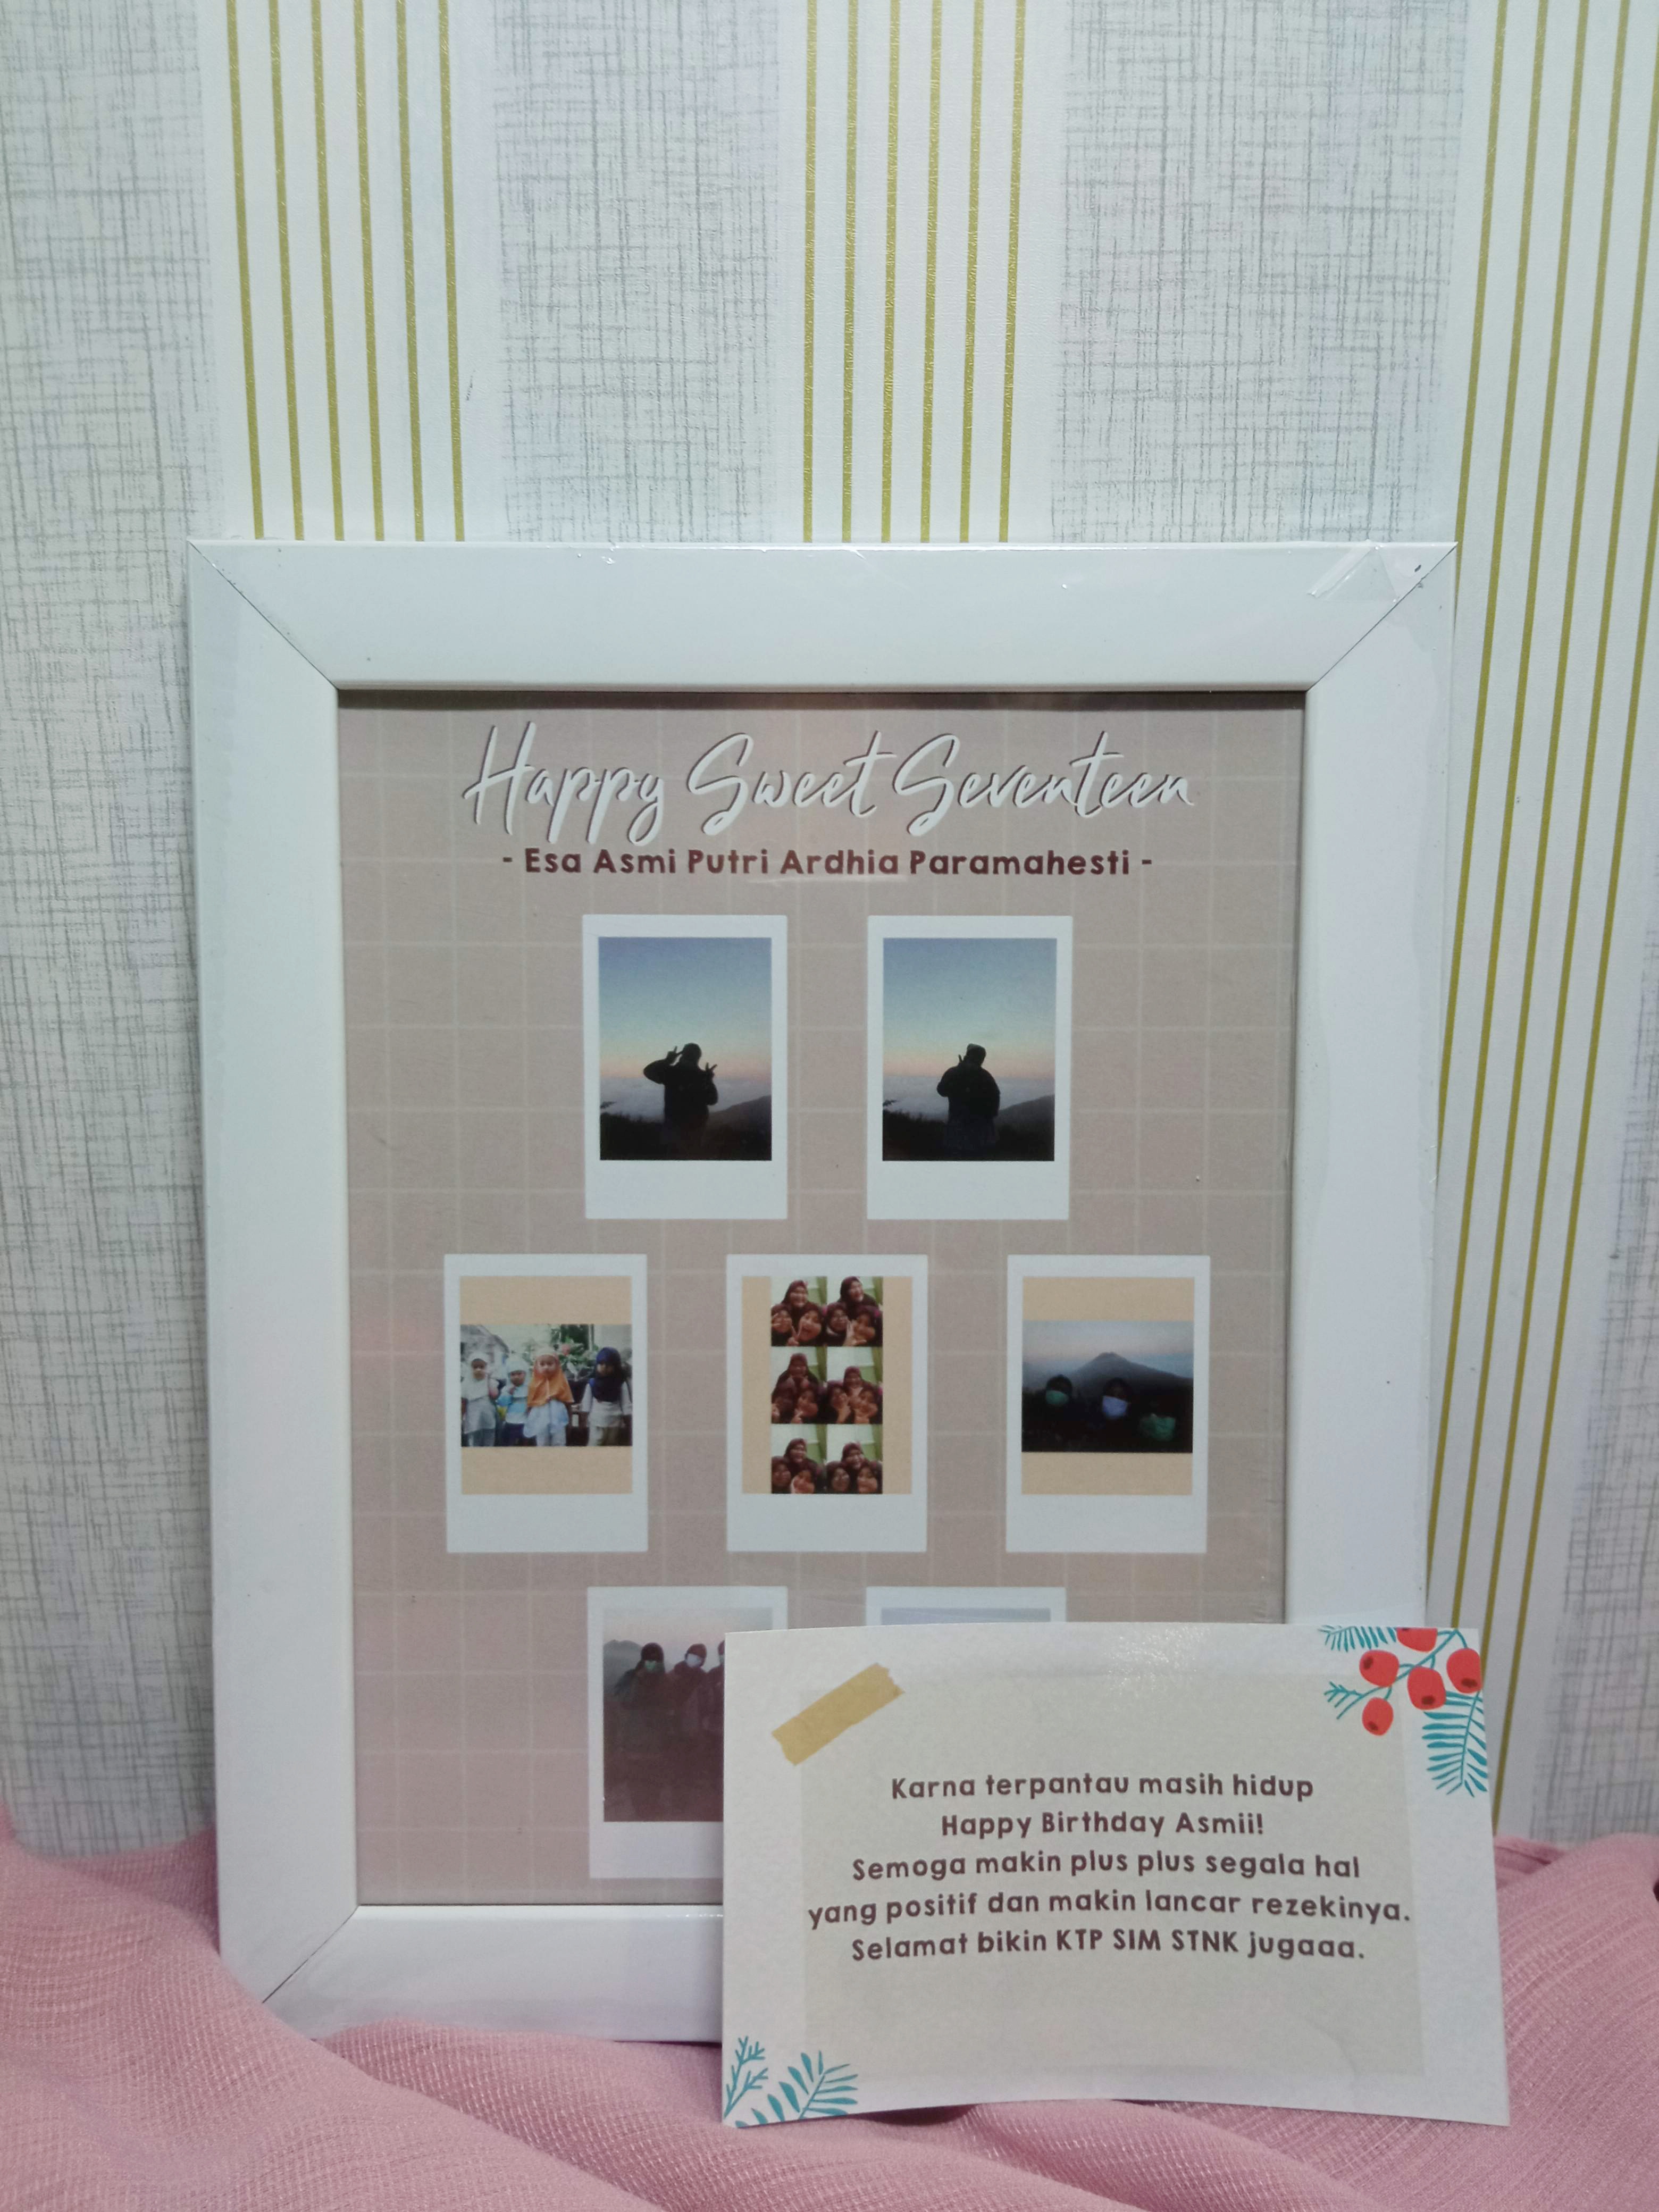 Happy Sweet Seventeen
- Esa Asmi Putri Ardhia Paramahesti -
Karna terpantau masih hidup
Happy Birthday Asmii!
Semoga makin plus plus segala hal
yang positif dan makin lancar rezekinya.
Selamat bikin KTP SIM STNK jugaaa.